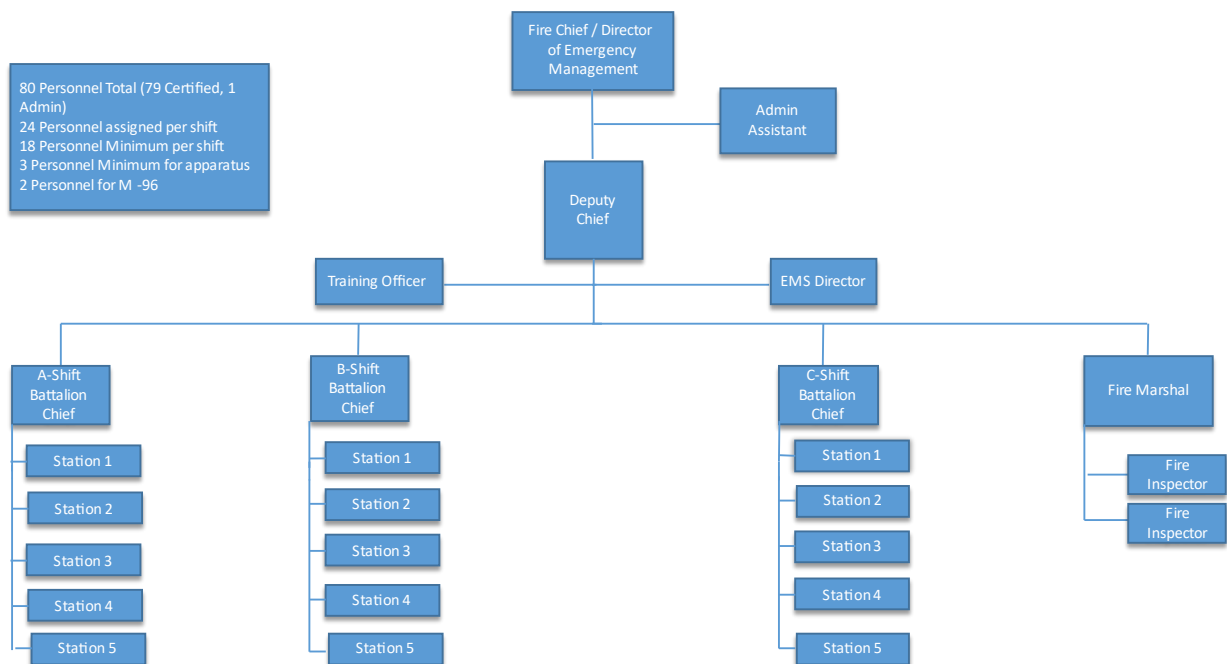 Fire Chief / Director
of Emergency
Management
80 Personnel Total (79 Certified, 1
Admin)
24 Personnel assigned per shift
18 Personnel Minimum per shift
3 Personnel Minimum for apparatus
2 Personnel for M -96
Admin
Assistant
Deputy
Chief
Training Officer
EMS Director
A-Shift
Battalion
Chief
Station 1
Station 2
Station 3
Station 4
Station 5
B-Shift
Battalion
Chief
Station 1
Station 2
Station 3
Station 4
Station 5
C-Shift
Battalion
Chief
Station 1
Station 2
Station 3
Station 4
Station 5
Fire Marshal
Fire
Inspector
Fire
Inspector